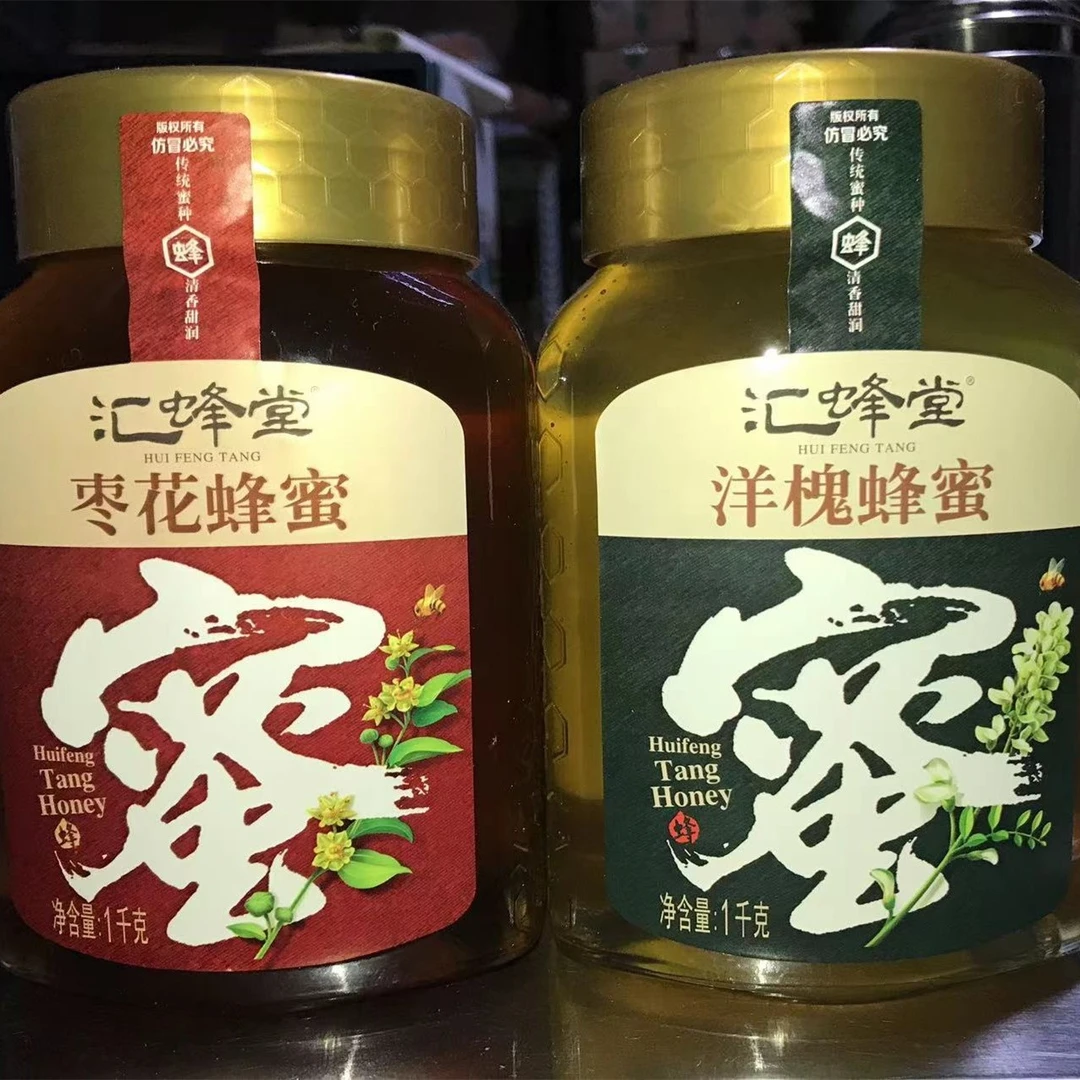 版权所有
仿冒必究
传统蜜种
蜂
清香甜润
汇蜂堂®
HUI FENG TANG
枣花蜂蜜
蜜
Huifeng
Tang
Honey
蜂
净含量:1千克
版权所有
仿冒必究
传统蜜种
蜂
清香甜润
汇蜂堂®
HUI FENG TANG
洋槐蜂蜜
蜜
Huifeng
Tang
Honey
蜂
净含量:1千克